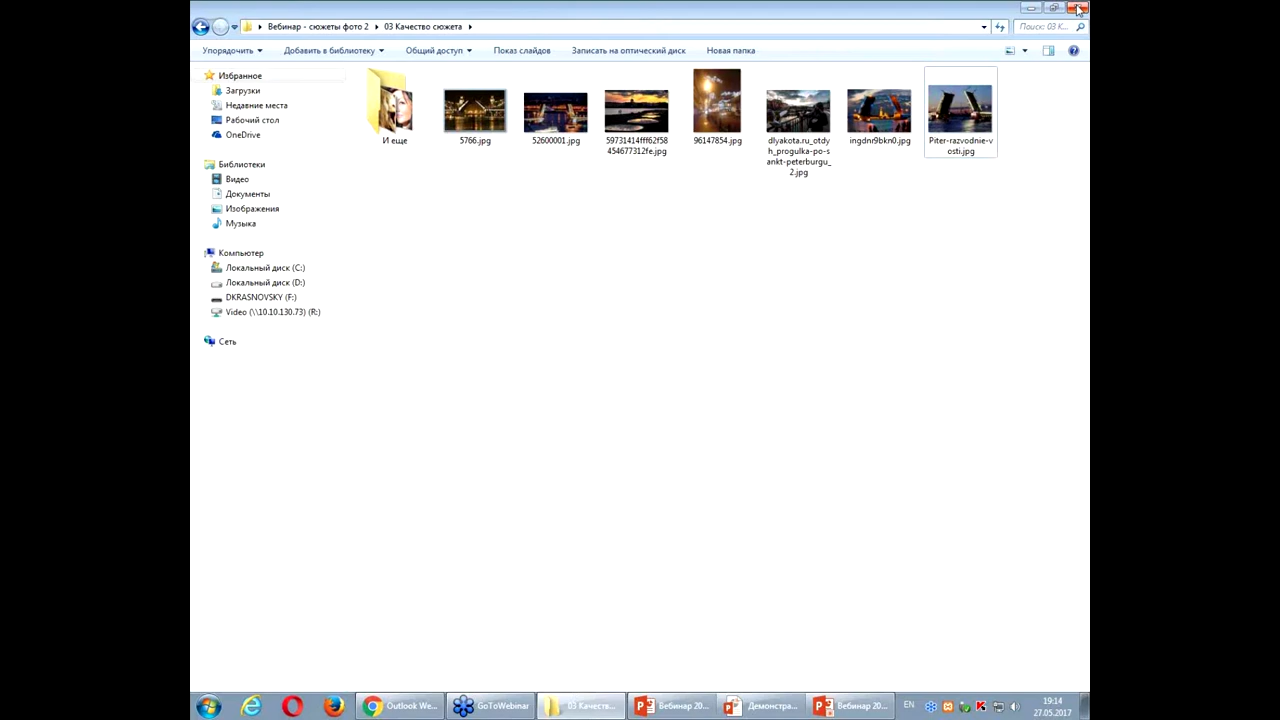 Вебинар - сюжеты фото 2 03 Качество сюжета Поиск: 03 К...
Упорядочить Добавить в библиотеку Общий доступ Показ слайдов Записать на оптический диск Новая папка
Избранное
Загрузки
Недавние места
Рабочий стол
OneDrive
Библиотеки
Видео
Документы
Изображения
Музыка
Компьютер
Локальный диск (C:)
Локальный диск (D:)
DKRASNOVSKY (F:)
Video (\\10.10.130.73) (R:)
Сеть
И еще
5766.jpg
52600001.jpg
59731414fff62f58
454677312fe.jpg
96147854.jpg
dlyakota.ru_otdy
h_progulka-po-s
ankt-peterburgu_
2.jpg
ingdnr9bkn0.jpg
Piter-razvodnie-v
osti.jpg
Outlook We... GoToWebinar 03 Качеств... Вебинар 20... Демонстра... Вебинар 20... EN
19:14
27.05.2017